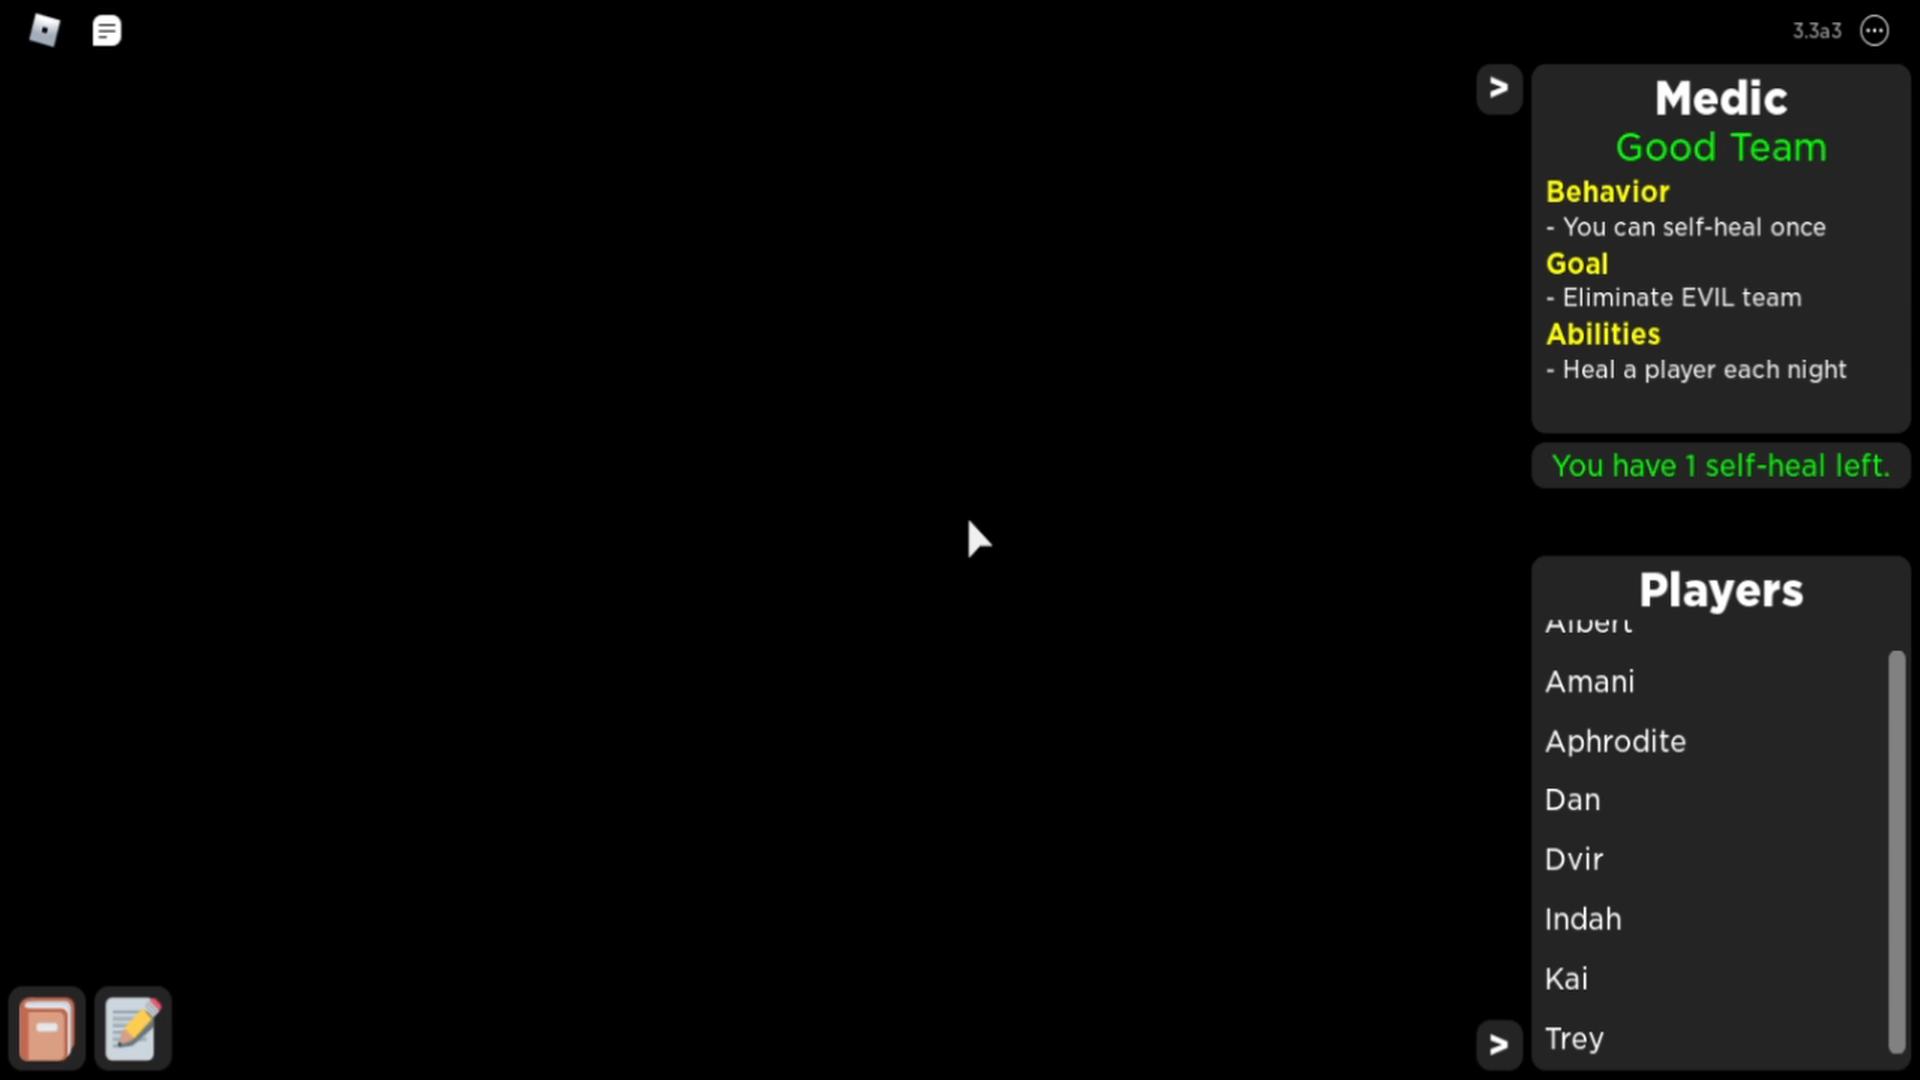 3.3a3
>
Medic
Good Team
Behavior
- You can self-heal once
Goal
- Eliminate EVIL team
Abilities
- Heal a player each night
You have 1 self-heal left.
Players
Albert
Amani
Aphrodite
Dan
Dvir
Indah
Kai
Trey
>